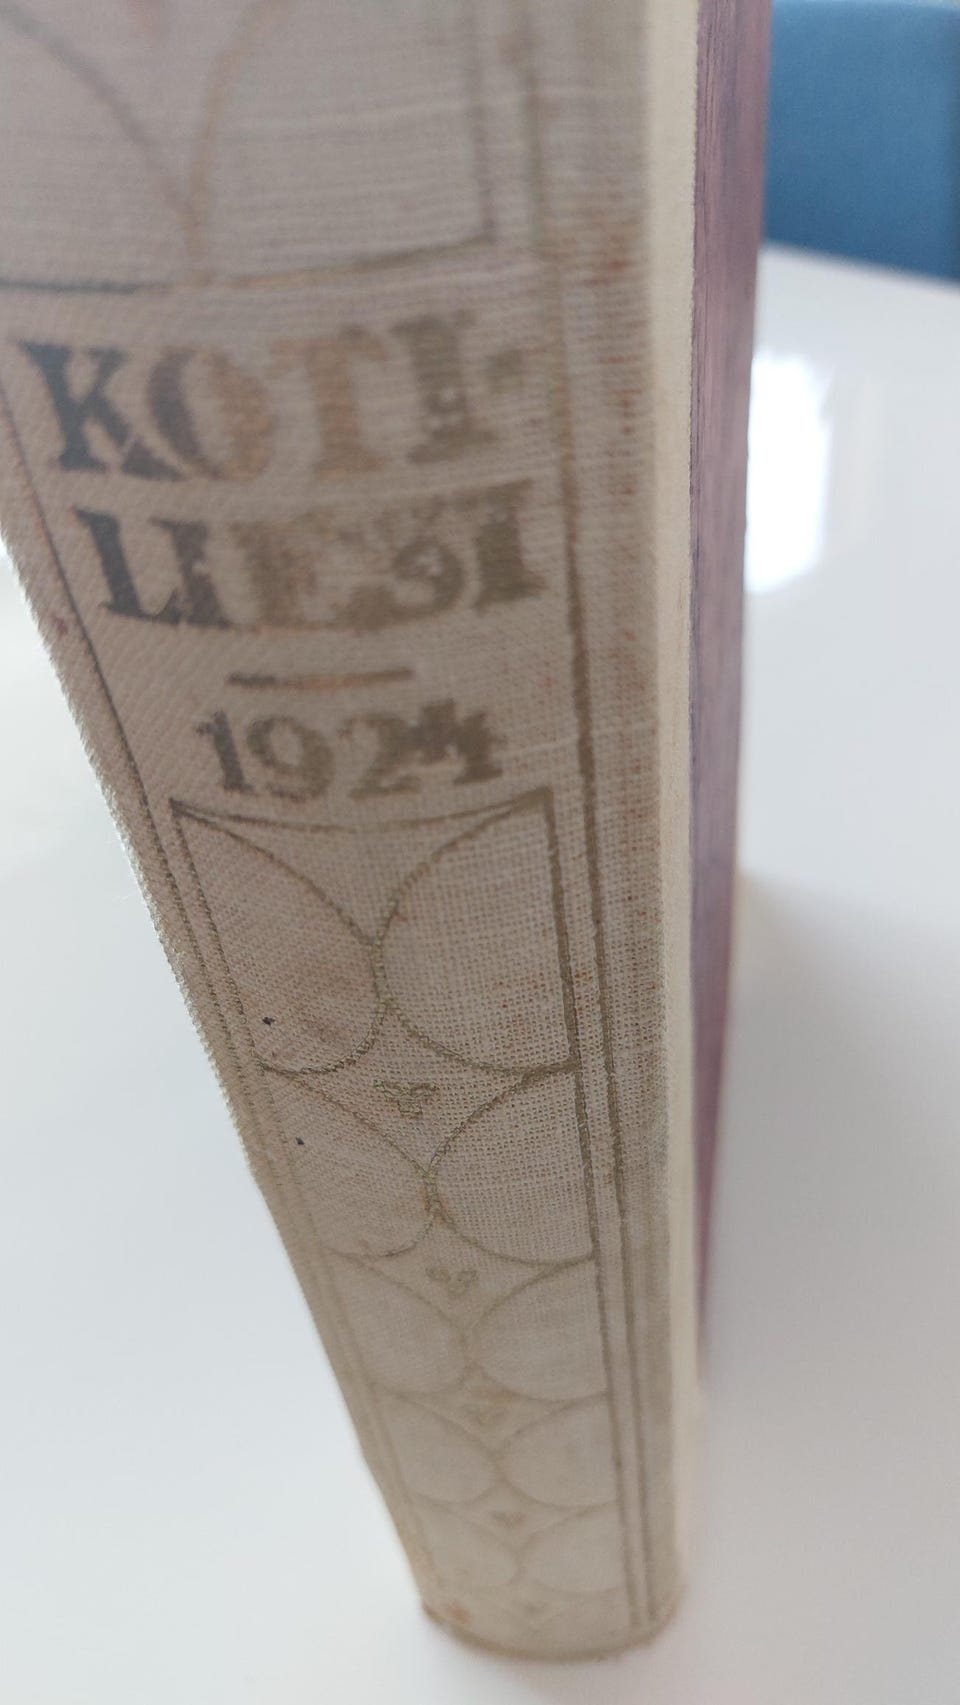 KOTI-
LIESI
1924